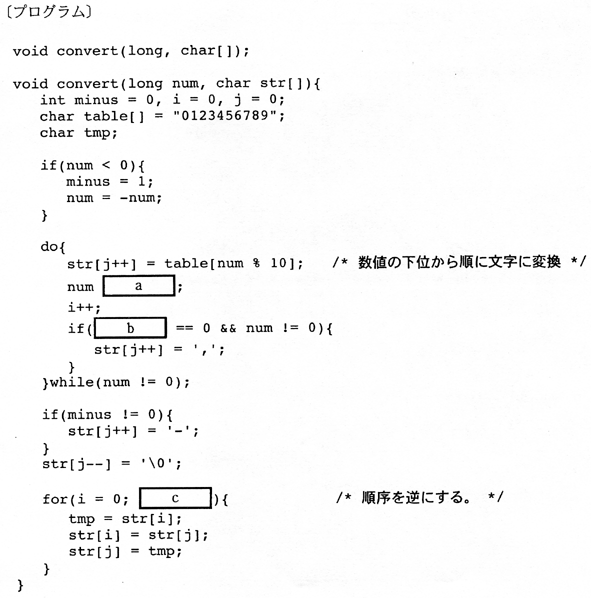 〔プログラム〕
void convert(long, char[]);
void convert(long num, char str[]){
int minus = 0, i = 0, j = 0;
char table[] = "0123456789";
char tmp;
if(num < 0){
minus = 1;
num = -num;
}
do{
str[j++] = table[num % 10]; /* 数値の下位から順に文字に変換 */
num a ;
i++;
if( b == 0 && num != 0){
str[j++] = ',';
}
}while(num != 0);
if(minus != 0){
str[j++] = '-';
}
str[j--] = '\0';
for(i = 0; c ){ /* 順序を逆にする。 */
tmp = str[i];
str[i] = str[j];
str[j] = tmp;
}
}